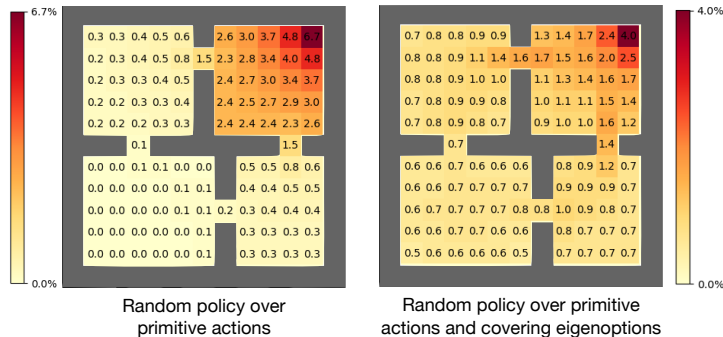 6.7%
4.0%
0.3 0.3 0.4 0.5 0.6 2.6 3.0 3.7 4.8 6.7
0.2 0.3 0.4 0.5 0.8 1.5 2.3 2.8 3.4 4.0 4.8
0.2 0.3 0.3 0.4 0.5 2.4 2.7 3.0 3.4 3.7
0.2 0.2 0.3 0.4 0.4 2.4 2.5 2.7 2.9 3.0
0.2 0.2 0.2 0.3 0.3 2.4 2.4 2.4 2.3 2.6
0.1 1.5
0.0 0.0 0.1 0.1 0.0 0.0 0.5 0.5 0.8 0.6
0.0 0.0 0.0 0.0 0.1 0.1 0.4 0.4 0.5 0.5
0.0 0.0 0.0 0.0 0.1 0.1 0.2 0.3 0.4 0.4 0.4
0.0 0.0 0.0 0.0 0.1 0.1 0.3 0.3 0.3 0.3
0.0 0.0 0.0 0.0 0.1 0.1 0.2 0.3 0.3 0.3
0.0%
Random policy over
primitive actions
0.7 0.8 0.8 0.9 0.9 1.3 1.4 1.7 2.4 4.0
0.8 0.8 0.9 1.1 1.4 1.6 1.7 1.5 1.6 2.0 2.5
0.7 0.8 0.9 1.0 1.0 1.1 1.3 1.6 1.7
0.7 0.8 0.9 0.9 0.8 1.0 1.1 1.1 1.5 1.4
0.7 0.8 0.9 0.8 0.7 0.9 1.0 1.0 1.6 1.2
0.7 1.4
0.6 0.6 0.7 0.6 0.6 0.6 0.8 0.9 1.2 0.7
0.6 0.6 0.7 0.7 0.7 0.9 0.9 0.9 0.7
0.6 0.7 0.7 0.7 0.7 0.8 0.8 1.0 0.9 0.8 0.7
0.6 0.6 0.7 0.6 0.6 0.6 0.8 0.7 0.7 0.7
0.5 0.6 0.6 0.6 0.6 0.5 0.7 0.7 0.7
0.0%
Random policy over primitive
actions and covering eigenoptions